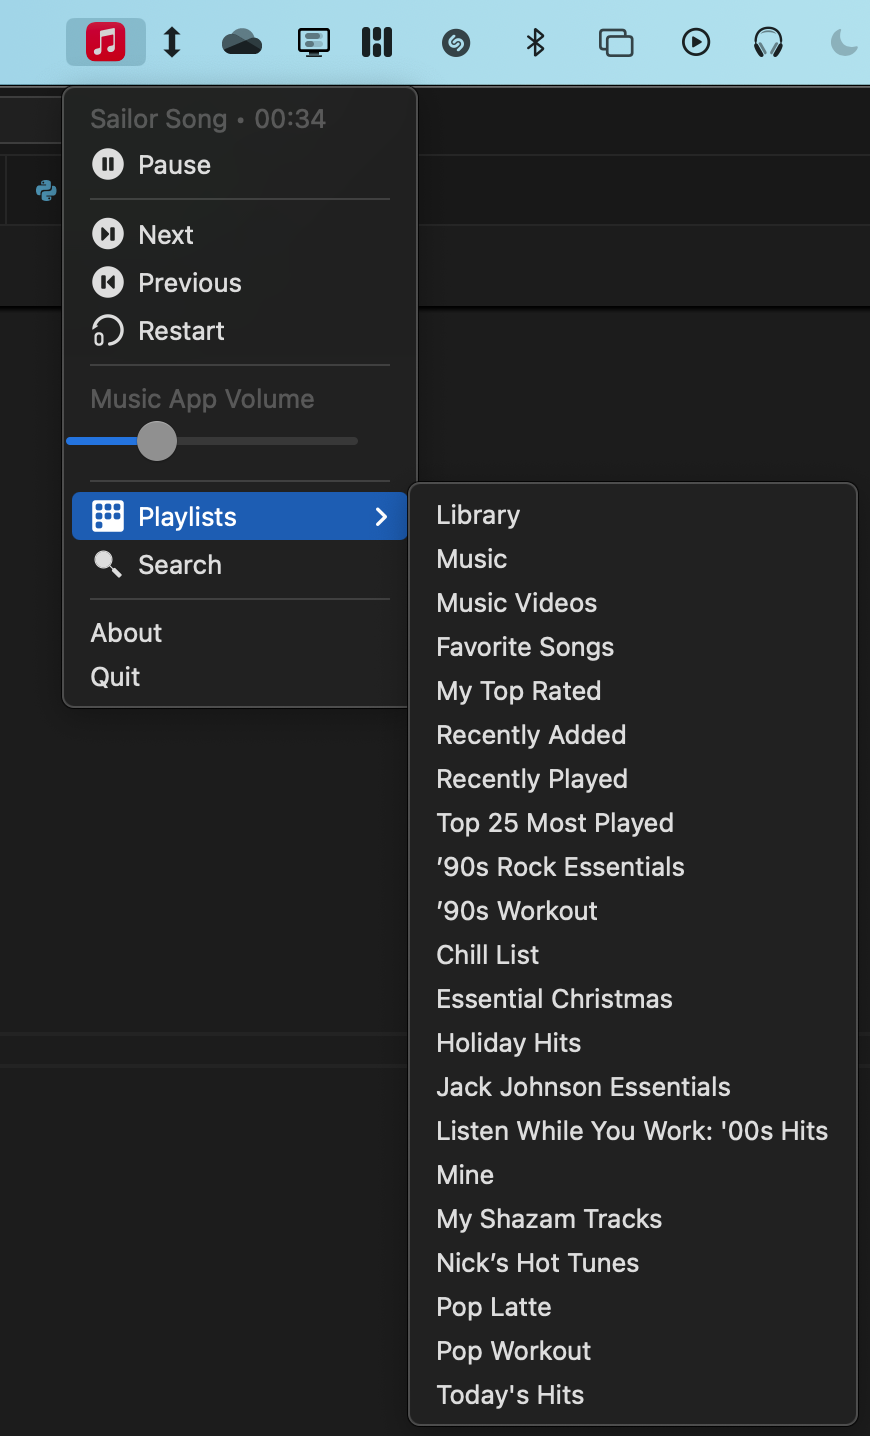 Sailor Song • 00:34
Pause
Next
Previous
Restart
Music App Volume
Playlists
Search
About
Quit
Library
Music
Music Videos
Favorite Songs
My Top Rated
Recently Added
Recently Played
Top 25 Most Played
’90s Rock Essentials
’90s Workout
Chill List
Essential Christmas
Holiday Hits
Jack Johnson Essentials
Listen While You Work: '00s Hits
Mine
My Shazam Tracks
Nick’s Hot Tunes
Pop Latte
Pop Workout
Today's Hits